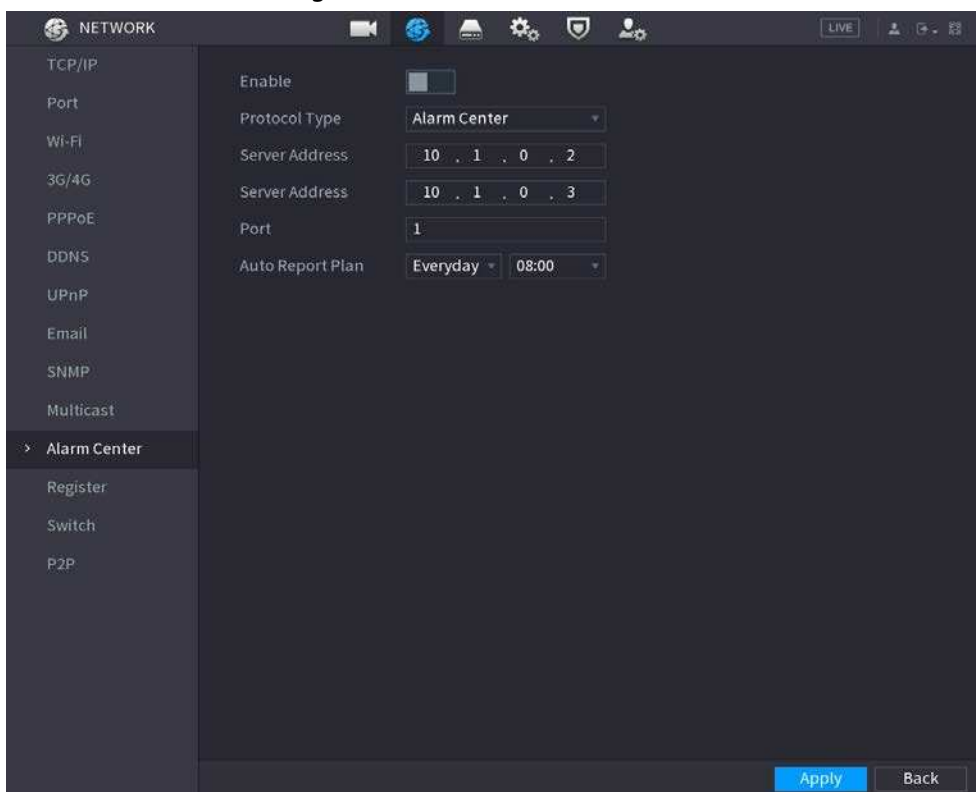 NETWORK
LIVE
TCP/IP
Port
Wi-Fi
3G/4G
PPPoE
DDNS
UPnP
Email
SNMP
Multicast
> Alarm Center
Register
Switch
P2P
Enable
Protocol Type Alarm Center
Server Address 10 . 1 . 0 . 2
Server Address 10 . 1 . 0 . 3
Port 1
Auto Report Plan Everyday 08:00
Apply Back